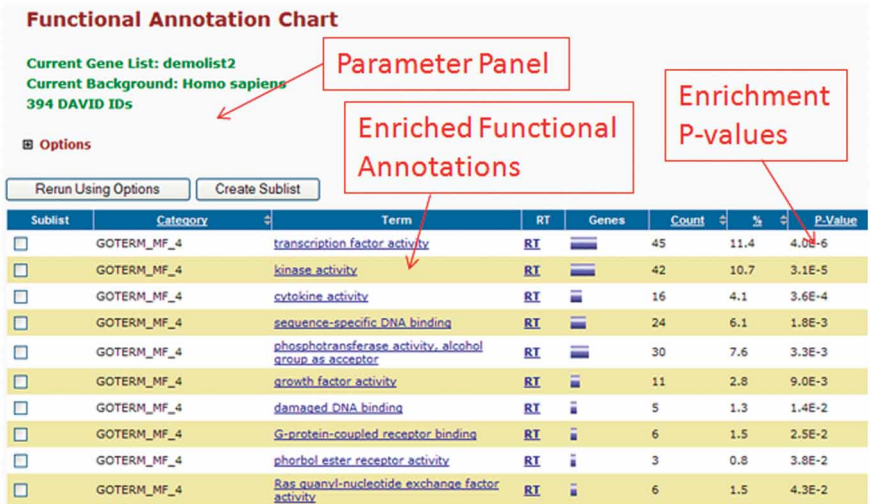 Functional Annotation Chart
Current Gene List: demolist2
Current Background: Homo sapiens
394 DAVID IDs
Options
Parameter Panel
Enriched Functional
Annotations
Enrichment
P-values
Rerun Using Options Create Sublist
Sublist Category Term RT Genes Count % P-Value
GOTERM_MF_4 transcription factor activity RT 45 11.4 4.0E-6
GOTERM_MF_4 kinase activity RT 42 10.7 3.1E-5
GOTERM_MF_4 cytokine activity RT 16 4.1 3.6E-4
GOTERM_MF_4 sequence-specific DNA binding RT 24 6.1 1.8E-3
GOTERM_MF_4 phosphotransferase activity, alcohol
group as acceptor RT 30 7.6 3.3E-3
GOTERM_MF_4 growth factor activity RT 11 2.8 9.0E-3
GOTERM_MF_4 damaged DNA binding RT 5 1.3 1.4E-2
GOTERM_MF_4 G-protein-coupled receptor binding RT 6 1.5 2.5E-2
GOTERM_MF_4 phorbol ester receptor activity RT 3 0.8 3.8E-2
GOTERM_MF_4 Ras guanyl-nucleotide exchange factor
activity RT 6 1.5 4.3E-2